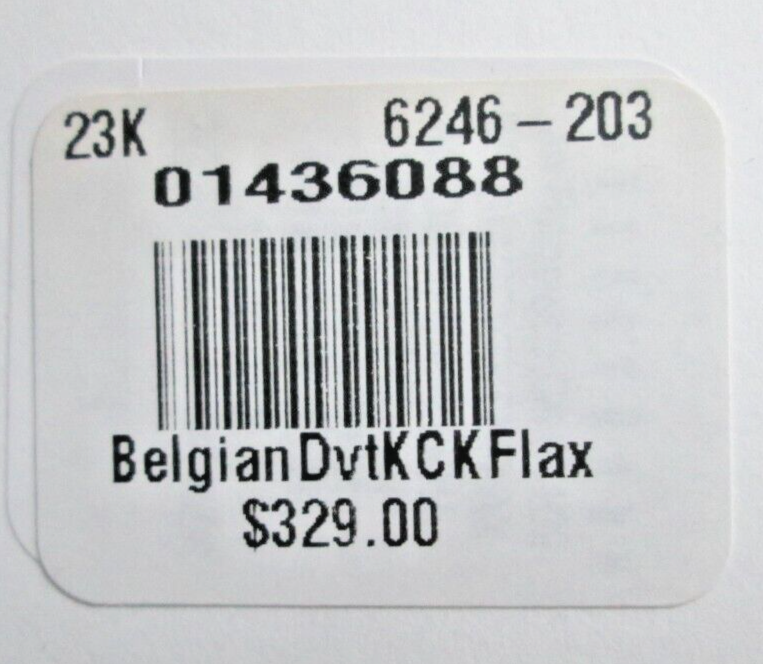 23K 6246-203
01436088
BelgianDvtKCKFlax
$329.00